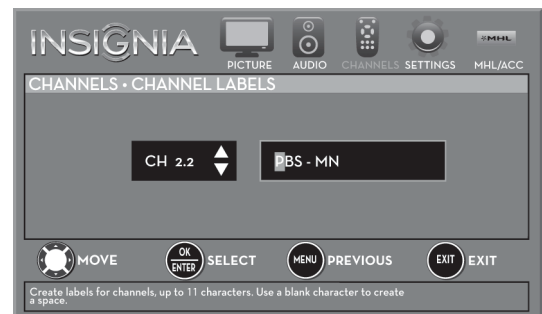 INSIGNIA
PICTURE AUDIO CHANNELS SETTINGS MHL/ACC
MHL
CHANNELS • CHANNEL LABELS
CH 2.2 PBS - MN
MOVE OK ENTER SELECT MENU PREVIOUS EXIT EXIT
Create labels for channels, up to 11 characters. Use a blank character to create
a space.